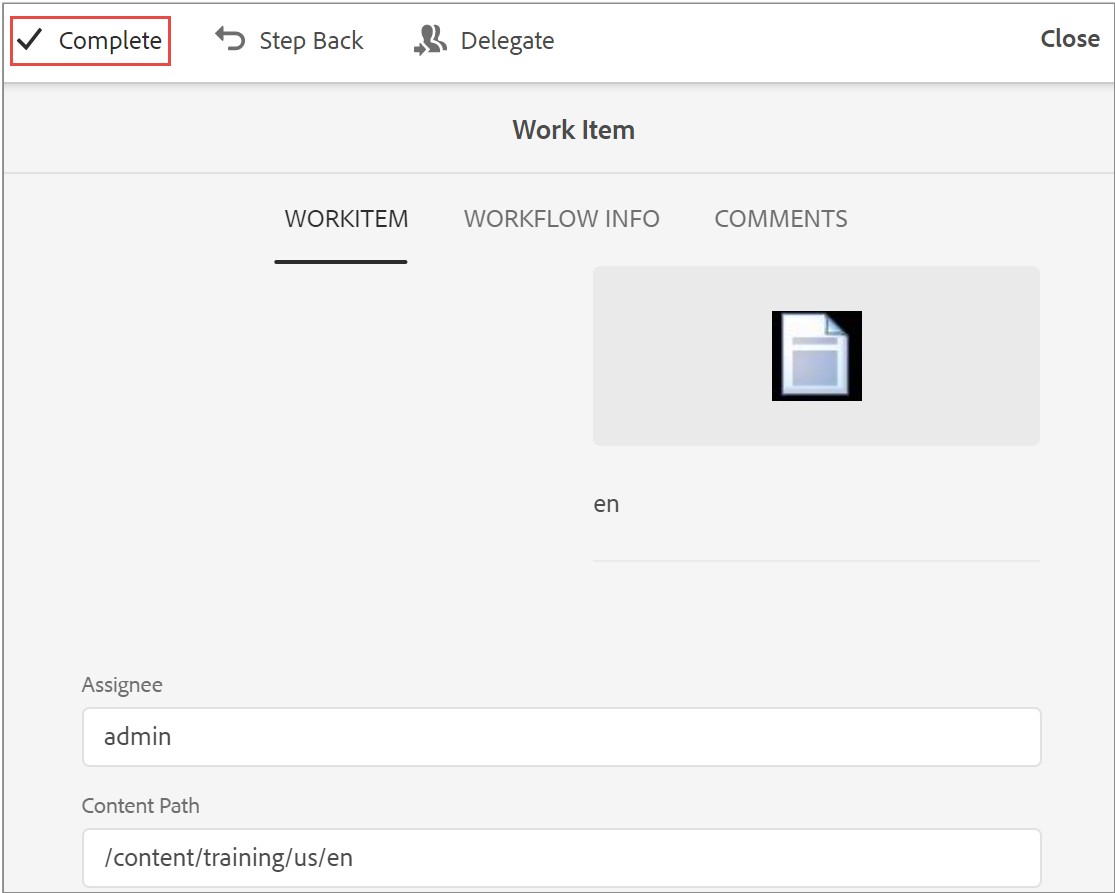 Complete Step Back Delegate Close
Work Item
WORKITEM WORKFLOW INFO COMMENTS
en
Assignee
admin
Content Path
/content/training/us/en